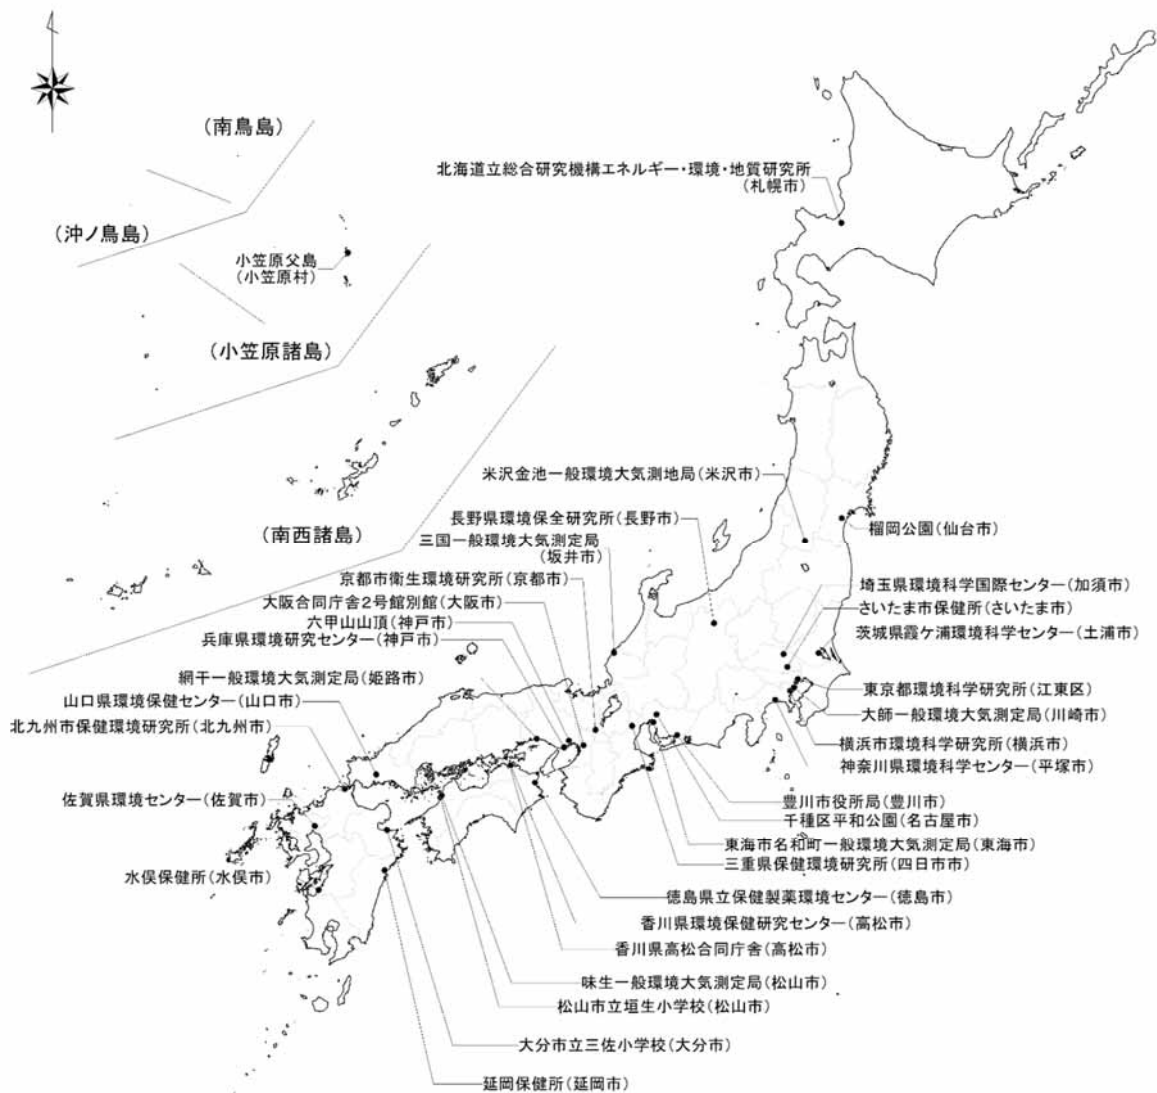 (南鳥島)
北海道立総合研究機構エネルギー・環境・地質研究所
(札幌市)
(沖ノ鳥島)
小笠原父島
(小笠原村)
(小笠原諸島)
米沢金池一般環境大気測地局(米沢市)
長野県環境保全研究所(長野市)
榴岡公園(仙台市)
(南西諸島)
三国一般環境大気測定局
(坂井市)
京都市衛生環境研究所(京都市)
埼玉県環境科学国際センター(加須市)
大阪合同庁舎2号館別館(大阪市)
さいたま市保健所(さいたま市)
六甲山山頂(神戸市)
兵庫県環境研究センター(神戸市)
茨城県霞ケ浦環境科学センター(土浦市)
網干一般環境大気測定局(姫路市)
東京都環境科学研究所(江東区)
山口県環境保健センター(山口市)
大師一般環境大気測定局(川崎市)
北九州市保健環境研究所(北九州市)
横浜市環境科学研究所(横浜市)
神奈川県環境科学センター(平塚市)
佐賀県環境センター(佐賀市)
豊川市役所局(豊川市)
千種区平和公園(名古屋市)
東海市名和町一般環境大気測定局(東海市)
三重県保健環境研究所(四日市市)
水俣保健所(水俣市)
徳島県立保健製薬環境センター(徳島市)
香川県環境保健研究センター(高松市)
香川県高松合同庁舎(高松市)
味生一般環境大気測定局(松山市)
松山市立垣生小学校(松山市)
大分市立三佐小学校(大分市)
延岡保健所(延岡市)